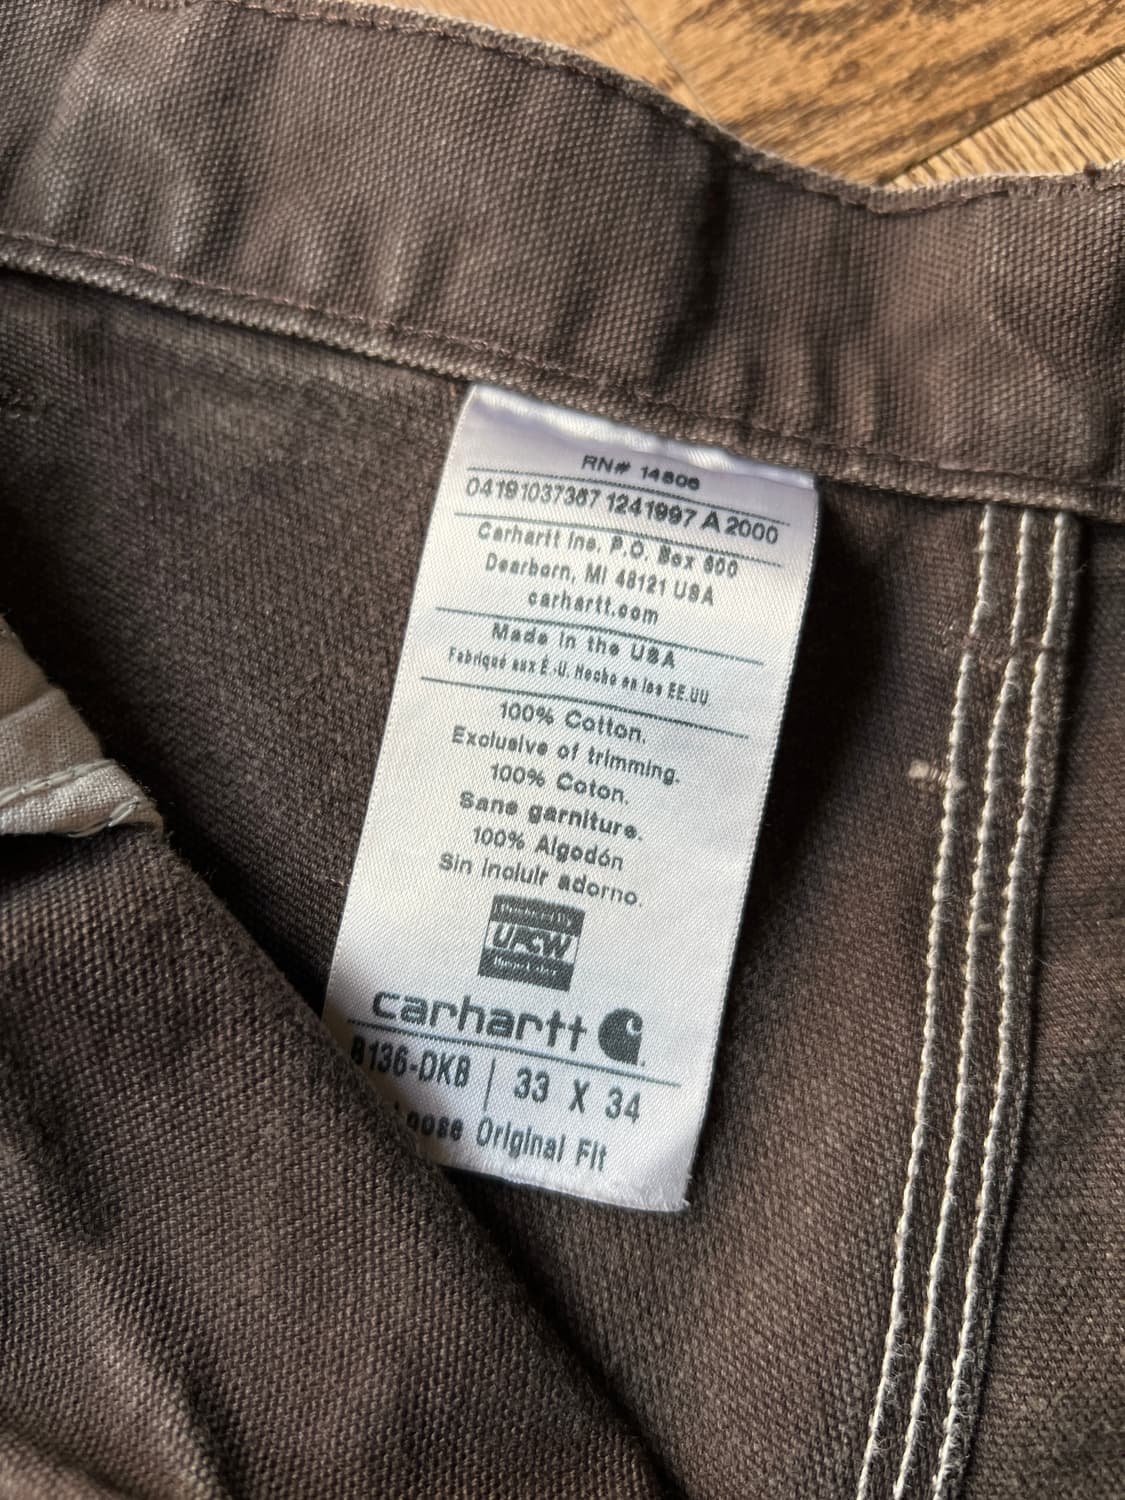 RN# 14806
04191037367 1241997 A 2000
Carhartt Inc. P.O. Box 600
Dearborn, MI 48121 USA
carhartt.com
Made in the USA
Fabriqué aux É.-U. Hecho en los EE.UU
100% Cotton.
Exclusive of trimming.
100% Coton.
Sans garniture.
100% Algodón
Sin incluir adorno.
UFCW
carhartt
B136-DKB | 33 X 34
Loose Original Fit